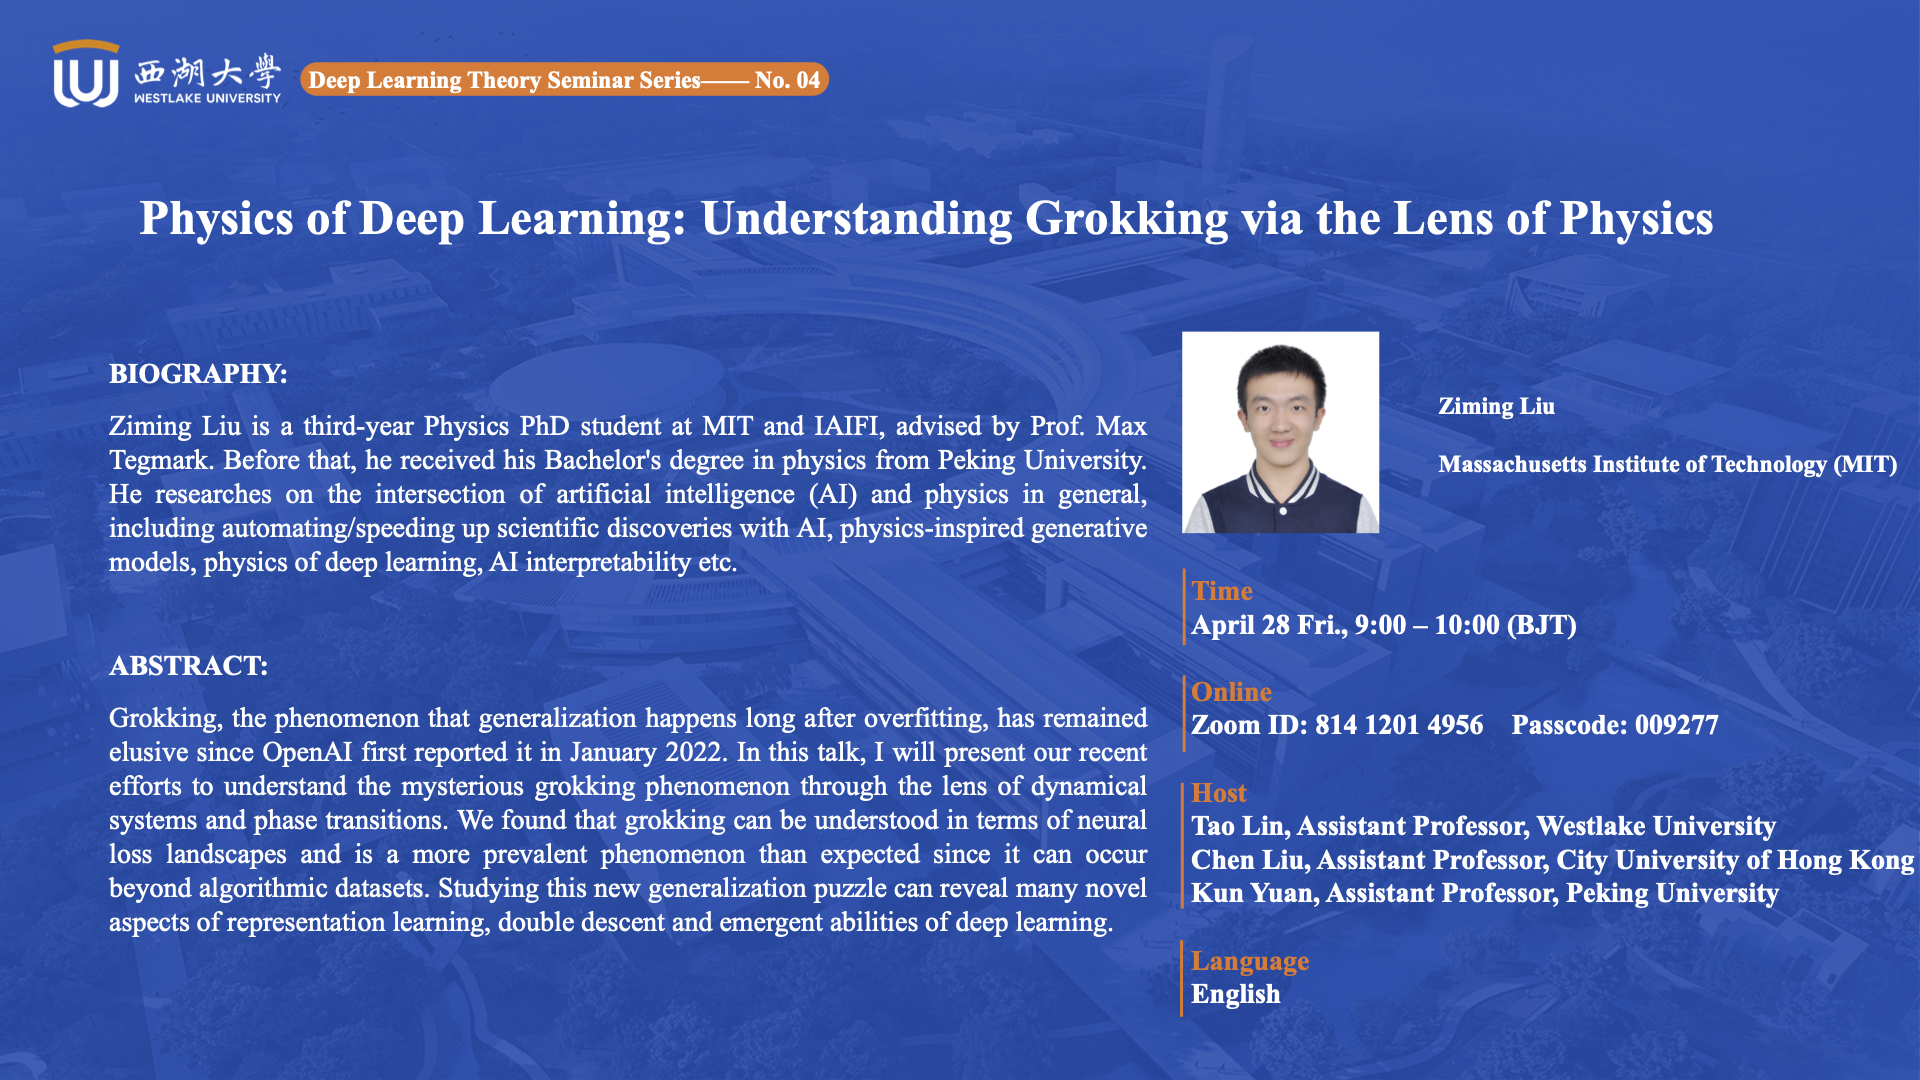 西湖大學
WESTLAKE UNIVERSITY
Deep Learning Theory Seminar Series—— No. 04
Physics of Deep Learning: Understanding Grokking via the Lens of Physics
BIOGRAPHY:
Ziming Liu is a third-year Physics PhD student at MIT and IAIFI, advised by Prof. Max
Tegmark. Before that, he received his Bachelor's degree in physics from Peking University.
He researches on the intersection of artificial intelligence (AI) and physics in general,
including automating/speeding up scientific discoveries with AI, physics-inspired generative
models, physics of deep learning, AI interpretability etc.
ABSTRACT:
Grokking, the phenomenon that generalization happens long after overfitting, has remained
elusive since OpenAI first reported it in January 2022. In this talk, I will present our recent
efforts to understand the mysterious grokking phenomenon through the lens of dynamical
systems and phase transitions. We found that grokking can be understood in terms of neural
loss landscapes and is a more prevalent phenomenon than expected since it can occur
beyond algorithmic datasets. Studying this new generalization puzzle can reveal many novel
aspects of representation learning, double descent and emergent abilities of deep learning.
Ziming Liu
Massachusetts Institute of Technology (MIT)
Time
April 28 Fri., 9:00 – 10:00 (BJT)
Online
Zoom ID: 814 1201 4956    Passcode: 009277
Host
Tao Lin, Assistant Professor, Westlake University
Chen Liu, Assistant Professor, City University of Hong Kong
Kun Yuan, Assistant Professor, Peking University
Language
English